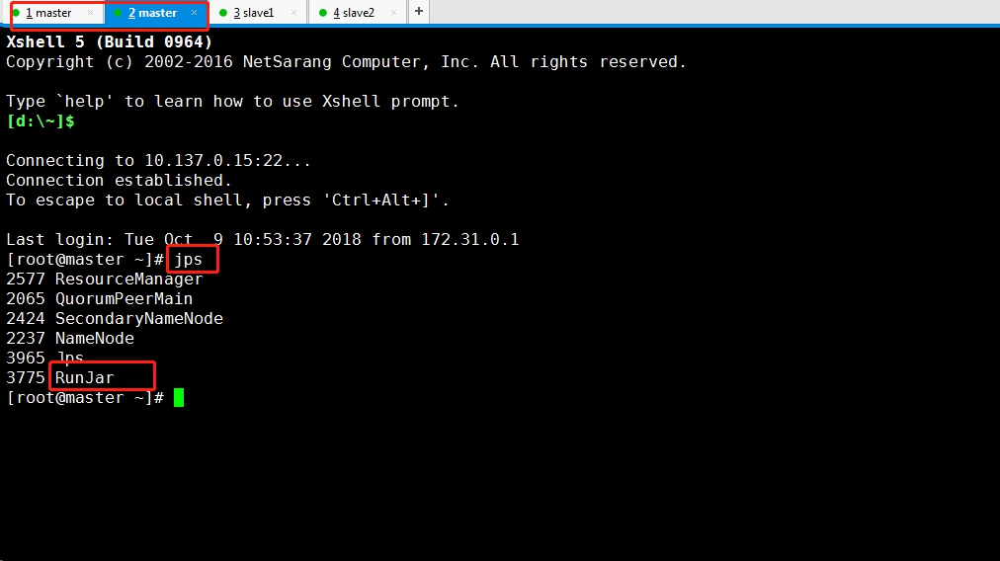 1 master × 2 master × 3 slave1 × 4 slave2 × +
Xshell 5 (Build 0964)
Copyright (c) 2002-2016 NetSarang Computer, Inc. All rights reserved.
Type `help' to learn how to use Xshell prompt.
[d:\~]$
Connecting to 10.137.0.15:22...
Connection established.
To escape to local shell, press 'Ctrl+Alt+]'.
Last login: Tue Oct  9 10:53:37 2018 from 172.31.0.1
[root@master ~]# jps
2577 ResourceManager
2065 QuorumPeerMain
2424 SecondaryNameNode
2237 NameNode
3965 Jps
3775 RunJar
[root@master ~]#